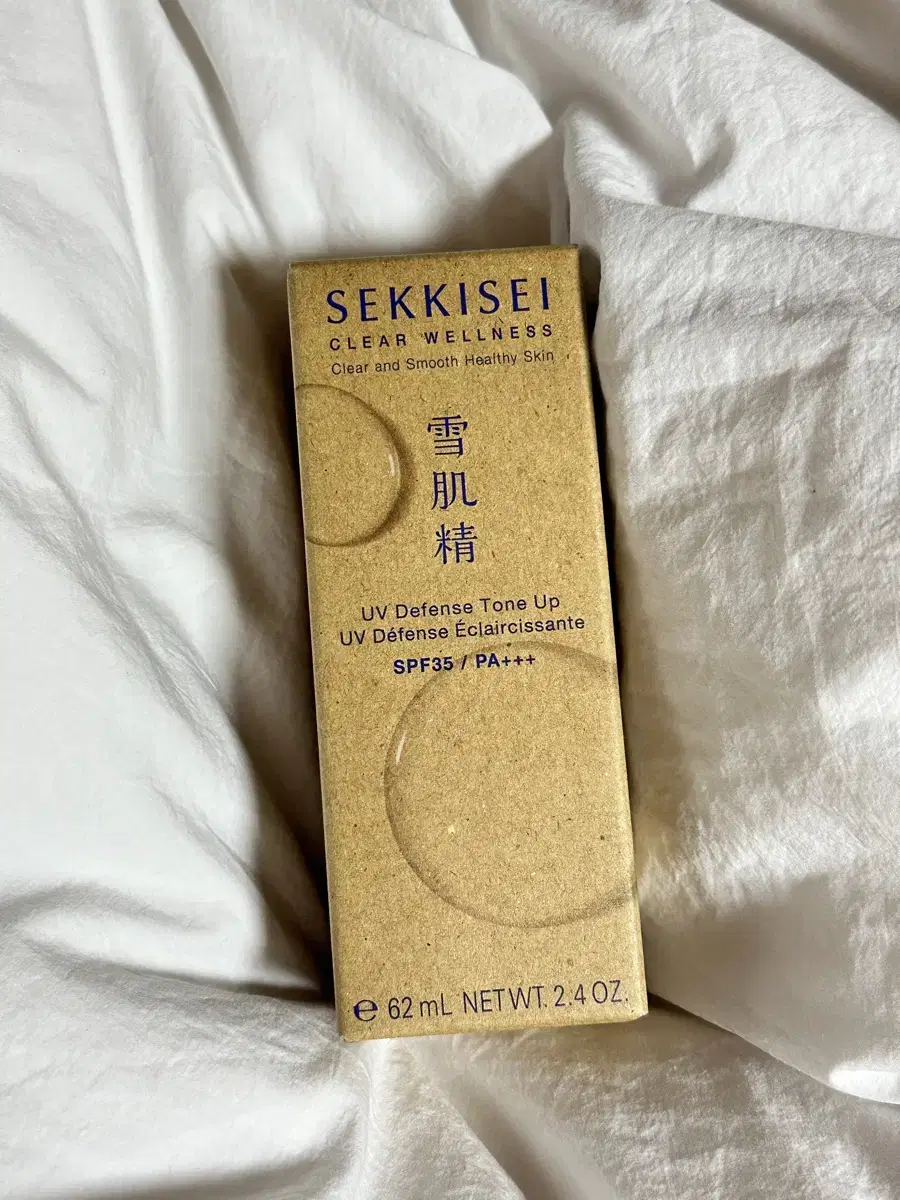 SEKKISEI
CLEAR WELLNESS
Clear and Smooth Healthy Skin
雪
肌
精
UV Defense Tone Up
UV Défense Éclaircissante
SPF35 / PA+++
℮ 62 mL NET WT. 2.4 OZ.